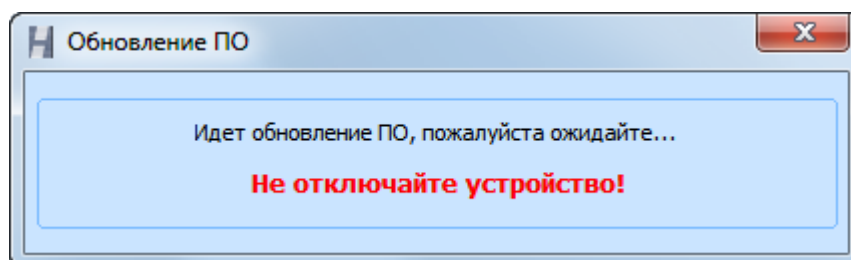 Обновление ПО
Идет обновление ПО, пожалуйста ожидайте...
Не отключайте устройство!